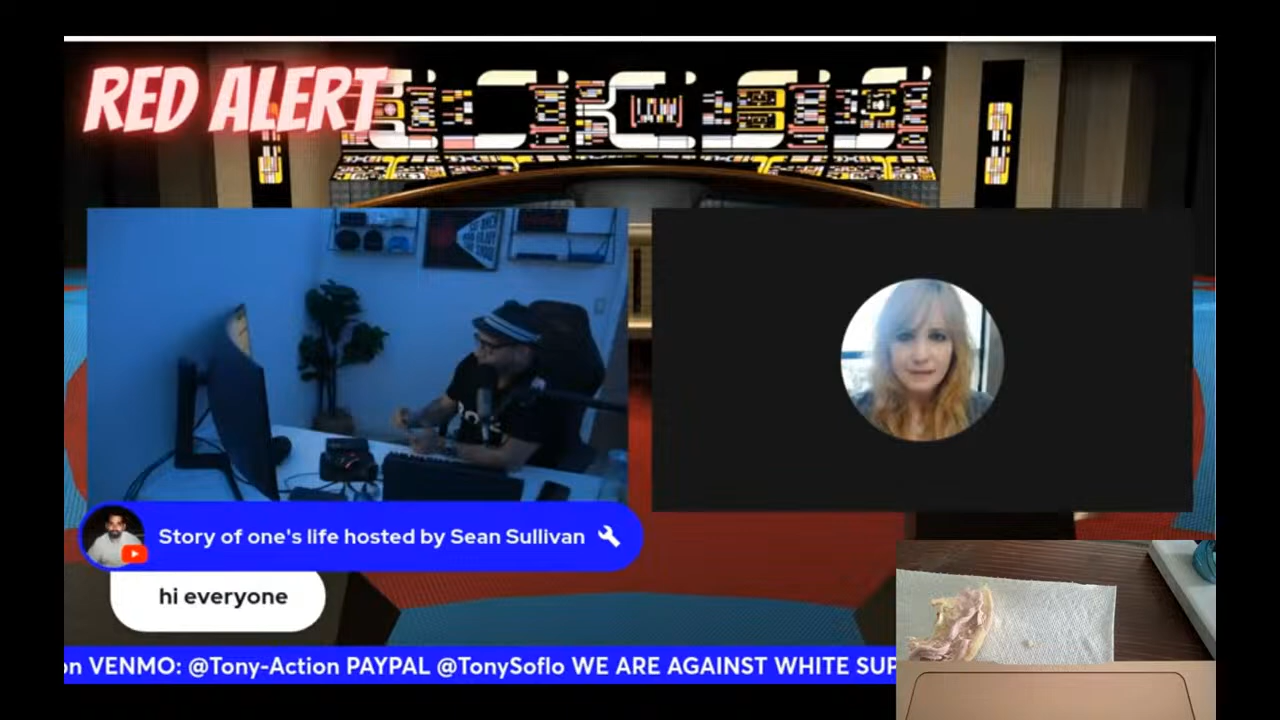 RED ALERT
Story of one's life hosted by Sean Sullivan
hi everyone
on VENMO: @Tony-Action PAYPAL @TonySoflo WE ARE AGAINST WHITE SUP